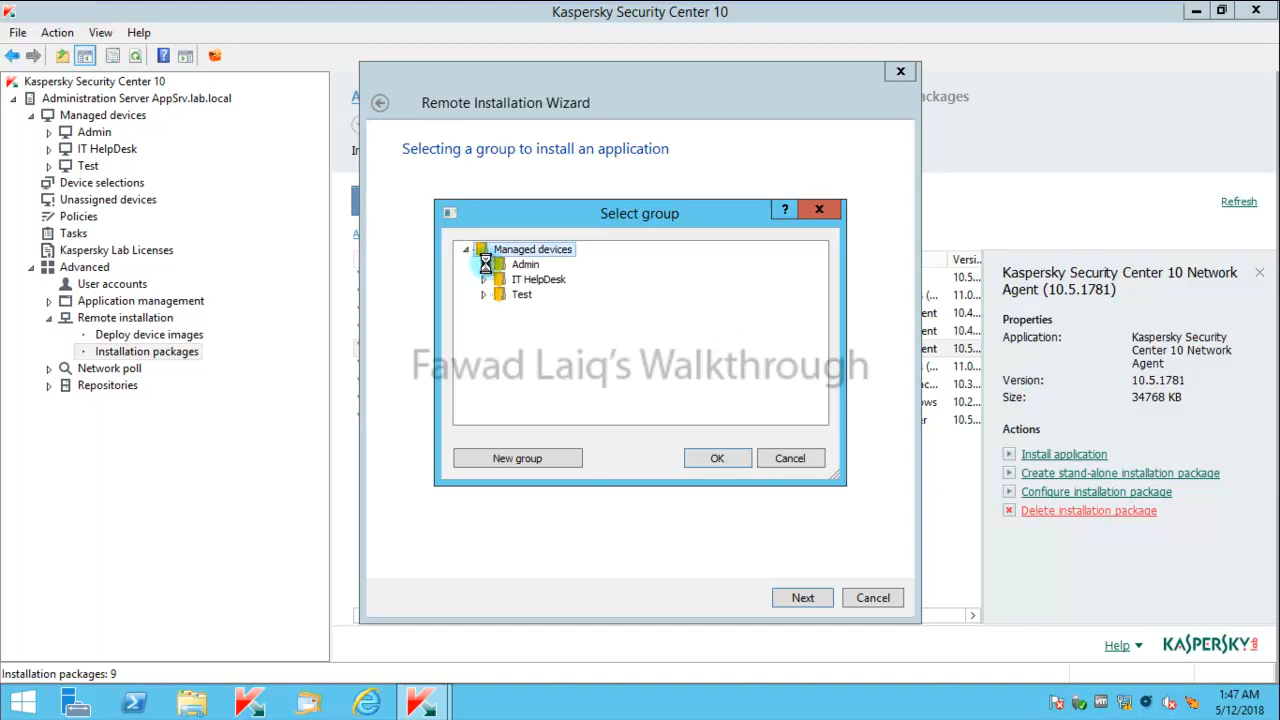 Kaspersky Security Center 10
File Action View Help
Kaspersky Security Center 10
Administration Server AppSrv.lab.local
Managed devices
Admin
IT HelpDesk
Test
Device selections
Unassigned devices
Policies
Tasks
Kaspersky Lab Licenses
Advanced
User accounts
Application management
Remote installation
Deploy device images
Installation packages
Network poll
Repositories
Remote Installation Wizard
Selecting a group to install an application
Select group
Managed devices
Admin
IT HelpDesk
Test
Fawad Laiq's Walkthrough
New group OK Cancel
Next Cancel
Refresh
Versi...
10.5...
11.0...
10.4...
10.4...
10.5...
11.0...
10.3...
10.2...
10.5...
Kaspersky Security
Center 10 Network
Agent (10.5.1781)
Properties
Application: Kaspersky Security
Center 10 Network
Agent
Version: 10.5.1781
Size: 34768 KB
Actions
Install application
Create stand-alone installation package
Configure installation package
Delete installation package
Help KASPERSKY lab
Installation packages: 9
1:47 AM
5/12/2018